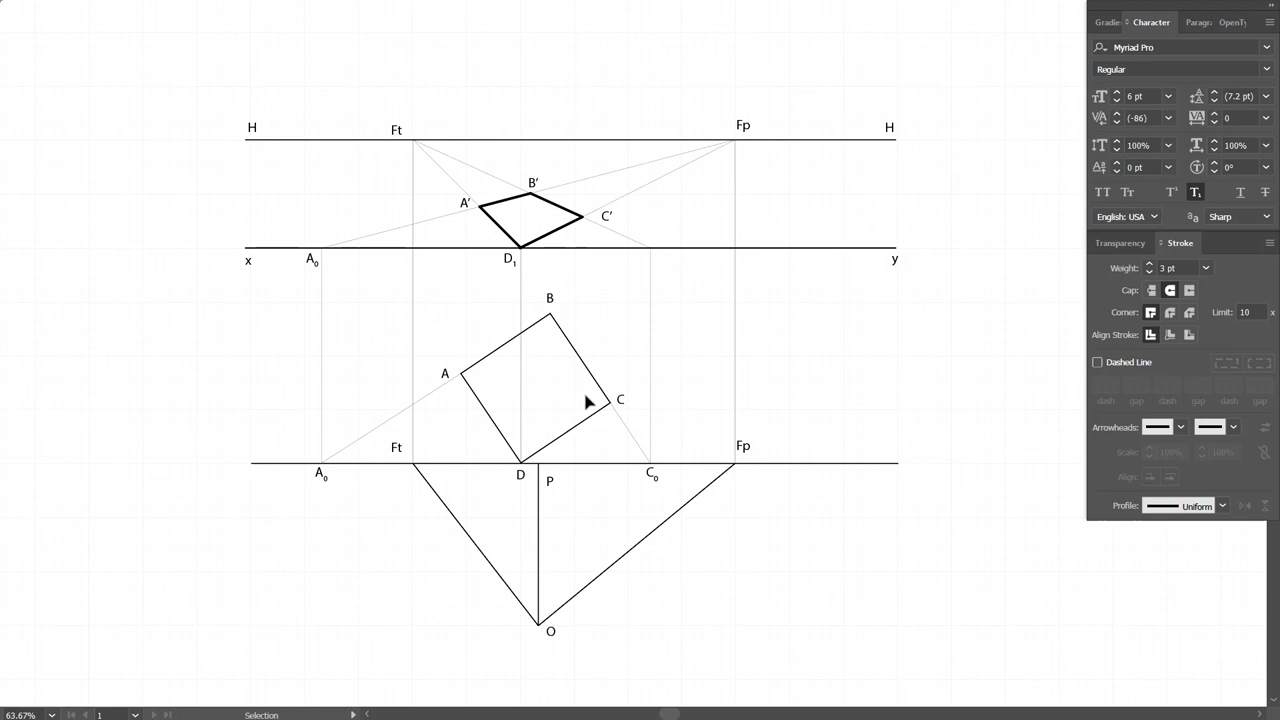 Gradie Character Paragr OpenTy
Myriad Pro
Regular
6 pt (7.2 pt)
(-86) 0
100% 100%
0 pt 0°
English: USA Sharp
Transparency Stroke
Weight: 3 pt
Cap:
Corner: Limit: 10 x
Align Stroke:
Dashed Line
dash gap dash gap dash gap
Arrowheads:
Scale: 100% 100%
Align:
Profile: Uniform
H Ft Fp H
B′
A′ C′
x A0 D1 y
B
A C
Ft Fp
A0 D P C0
O
63.67% 1 Selection